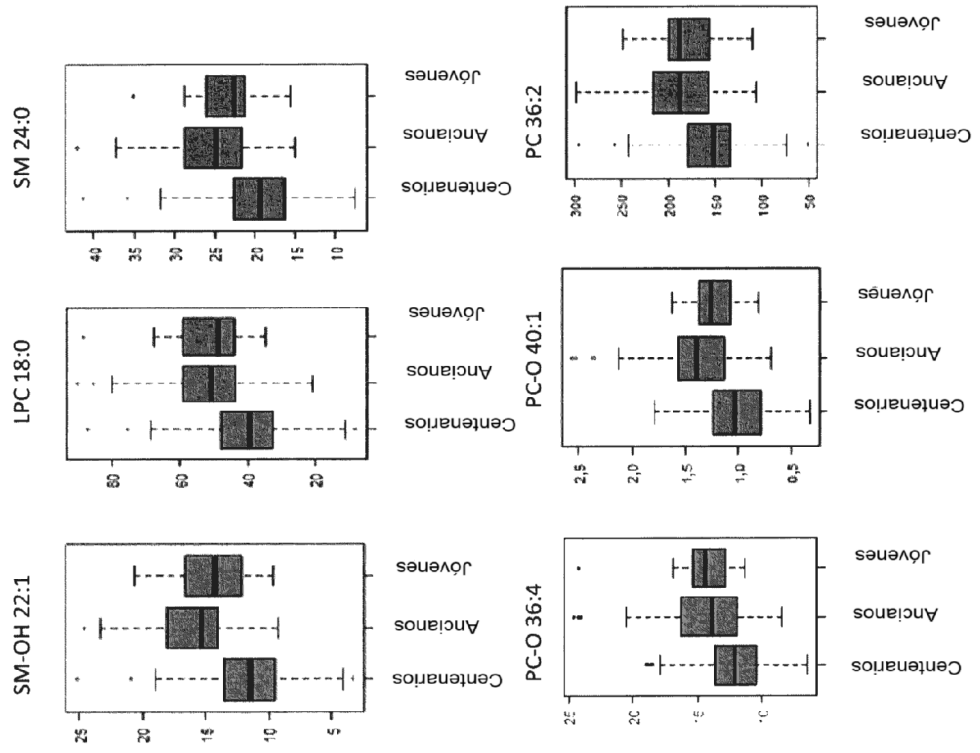 SM-OH 22:1
25
20
15
10
5
Centenarios
Ancianos
Jóvenes
LPC 18:0
80
60
40
20
Centenarios
Ancianos
Jóvenes
SM 24:0
40
35
30
25
20
15
10
Centenarios
Ancianos
Jóvenes
PC-O 36:4
25
15
10
Centenarios
Ancianos
Jóvenes
PC-O 40:1
2,5
2,0
1,5
1,0
0,5
Centenarios
Ancianos
Jóvenes
PC 36:2
300
250
200
150
100
50
Centenarios
Ancianos
Jóvenes